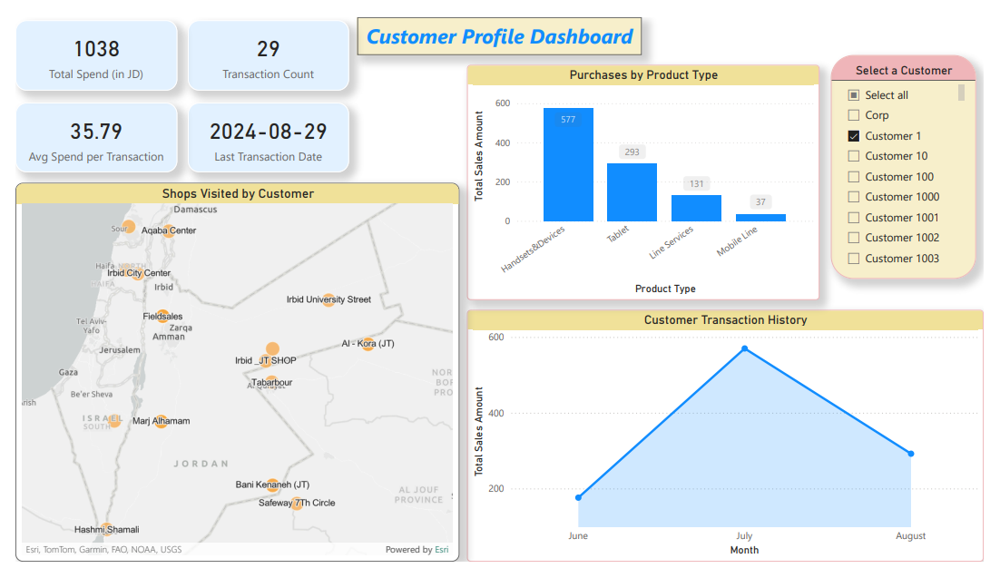 Customer Profile Dashboard
1038
Total Spend (in JD)
29
Transaction Count
35.79
Avg Spend per Transaction
2024-08-29
Last Transaction Date
Purchases by Product Type
Total Sales Amount
600
400
200
0
577
293
131
37
Handsets&Devices
Tablet
Line Services
Mobile Line
Product Type
Select a Customer
Select all
Corp
Customer 1
Customer 10
Customer 100
Customer 1000
Customer 1001
Customer 1002
Customer 1003
Shops Visited by Customer
Damascus
Sour
Aqaba Center
Haifa
NORTH
HAIFA
Irbid City Center
Irbid
Irbid University Street
Fieldsales
Tel Aviv-
Yafo
Zarqa
Amman
Al - Kora (JT)
Jerusalem
Irbid _JT SHOP
Gaza
Tabarbour
NOR
BOR
PRO
Be'er Sheva
rish
ISRAEL
SOUTH
Marj Alhamam
JORDAN
Bani Kenaneh (JT)
Safeway 7Th Circle
AL JOUF
PROVINCE
Hashmi Shamali
Esri, TomTom, Garmin, FAO, NOAA, USGS
Powered by Esri
Customer Transaction History
Total Sales Amount
600
400
200
June
July
August
Month